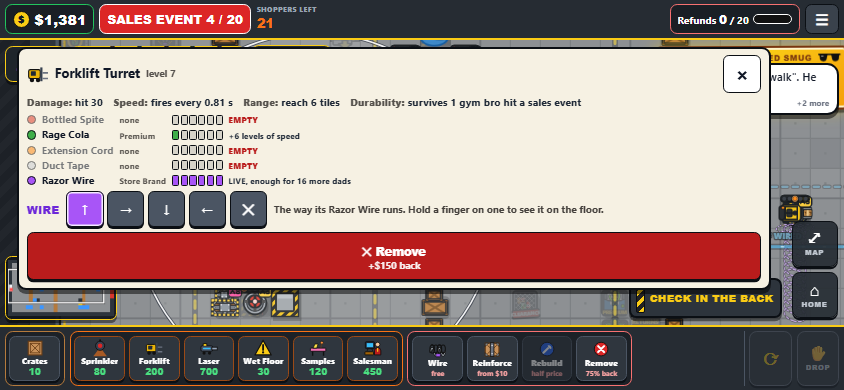 $1,381
SALES EVENT 4 / 20
SHOPPERS LEFT
21
Refunds 0 / 20
Forklift Turret level 7
Damage: hit 30 Speed: fires every 0.81 s Range: reach 6 tiles Durability: survives 1 gym bro hit a sales event
Bottled Spite none EMPTY
Rage Cola Premium +6 levels of speed
Extension Cord none EMPTY
Duct Tape none EMPTY
Razor Wire Store Brand LIVE, enough for 16 more dads
WIRE ↑ → ↓ ← ✕ The way its Razor Wire runs. Hold a finger on one to see it on the floor.
✕ Remove
+$150 back
ED SMUG
walk". He
+2 more
WIRE
MAP
HOME
CHECK IN THE BACK
Crates
10
Sprinkler
80
Forklift
200
Laser
700
Wet Floor
30
Samples
120
Salesman
450
Wire
free
Reinforce
from $10
Rebuild
half price
Remove
75% back
DROP